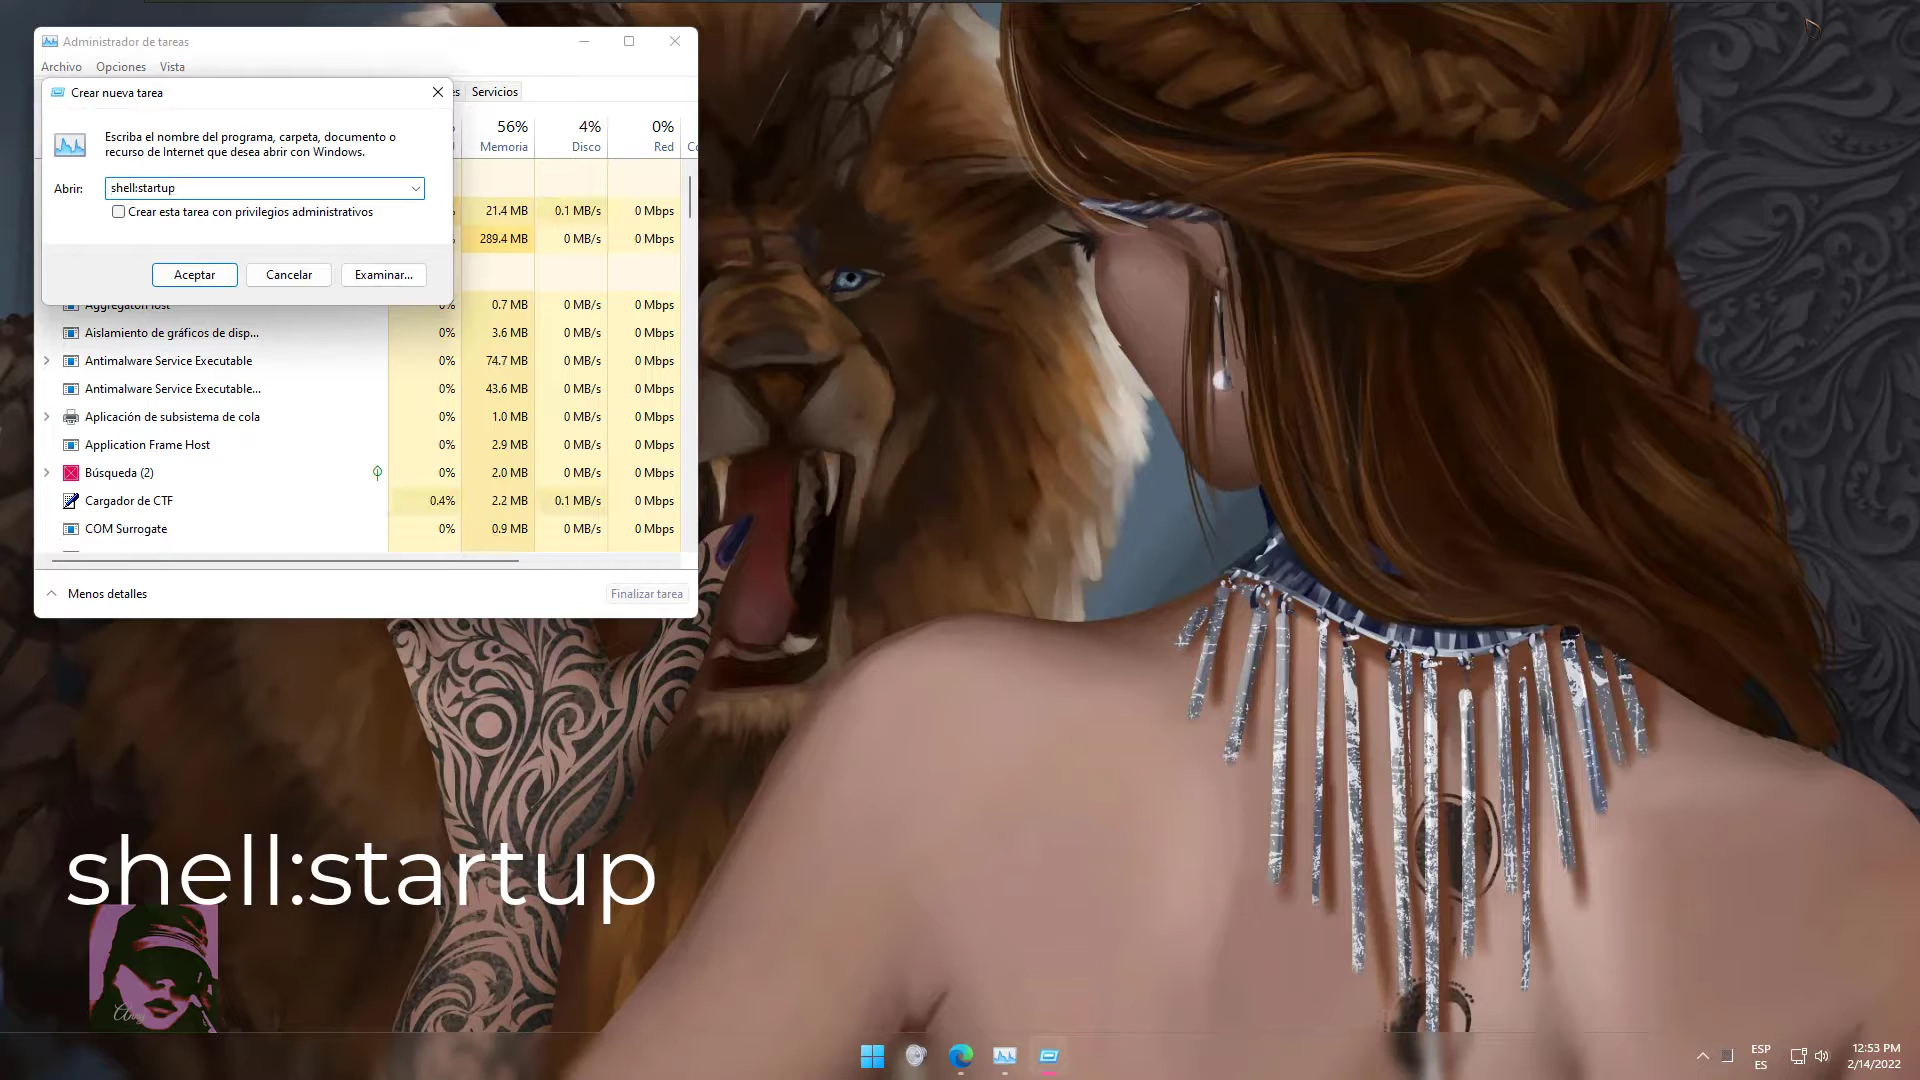 Administrador de tareas
Archivo Opciones Vista
Crear nueva tarea
es Servicios
Escriba el nombre del programa, carpeta, documento o
recurso de Internet que desea abrir con Windows.
56% 4% 0%
Memoria Disco Red
Abrir: shell:startup
Crear esta tarea con privilegios administrativos
21.4 MB 0.1 MB/s 0 Mbps
289.4 MB 0 MB/s 0 Mbps
Aceptar Cancelar Examinar...
0% 0.7 MB 0 MB/s 0 Mbps
Aislamiento de gráficos de disp... 0% 3.6 MB 0 MB/s 0 Mbps
Antimalware Service Executable 0% 74.7 MB 0 MB/s 0 Mbps
Antimalware Service Executable... 0% 43.6 MB 0 MB/s 0 Mbps
Aplicación de subsistema de cola 0% 1.0 MB 0 MB/s 0 Mbps
Application Frame Host 0% 2.9 MB 0 MB/s 0 Mbps
Búsqueda (2) 0% 2.0 MB 0 MB/s 0 Mbps
Cargador de CTF 0.4% 2.2 MB 0.1 MB/s 0 Mbps
COM Surrogate 0% 0.9 MB 0 MB/s 0 Mbps
Menos detalles Finalizar tarea
shell:startup
ESP
ES
12:53 PM
2/14/2022